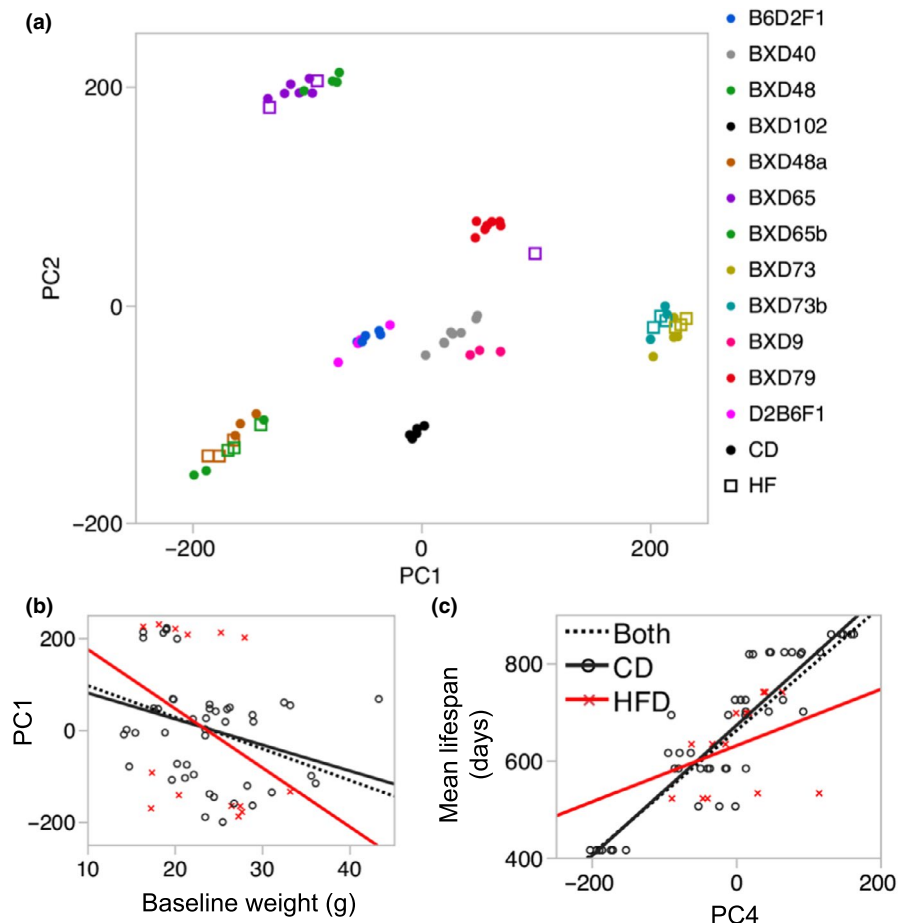 (a)
B6D2F1
BXD40
BXD48
BXD102
BXD48a
BXD65
BXD65b
BXD73
BXD73b
BXD9
BXD79
D2B6F1
CD
HF
200
0
−200
PC2
−200
0
200
PC1
(b)
200
0
−200
PC1
10
20
30
40
Baseline weight (g)
(c)
Both
CD
HFD
800
600
400
Mean lifespan
(days)
−200
0
200
PC4